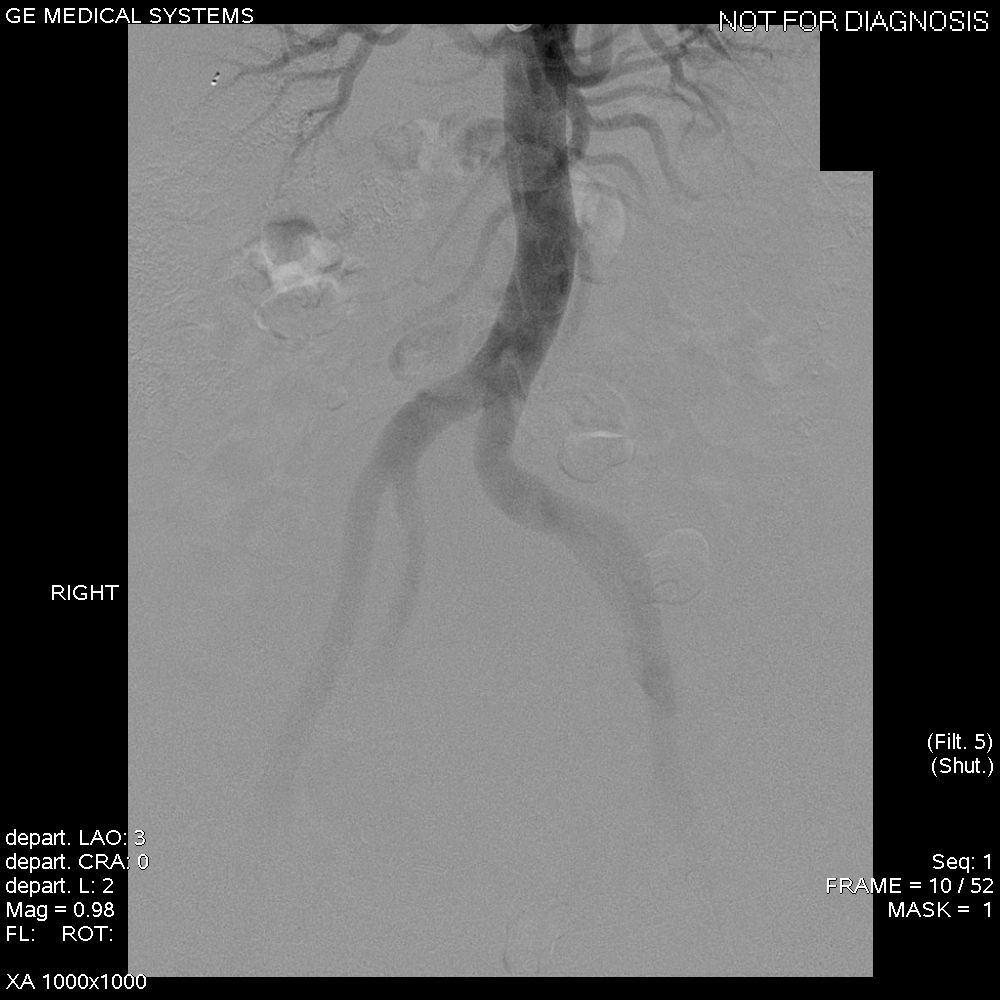 GE MEDICAL SYSTEMS
NOT FOR DIAGNOSIS
RIGHT
(Filt. 5)
(Shut.)
depart. LAO: 3
depart. CRA: 0
depart. L: 2
Mag = 0.98
FL: ROT:
XA 1000x1000
Seq: 1
FRAME = 10 / 52
MASK = 1